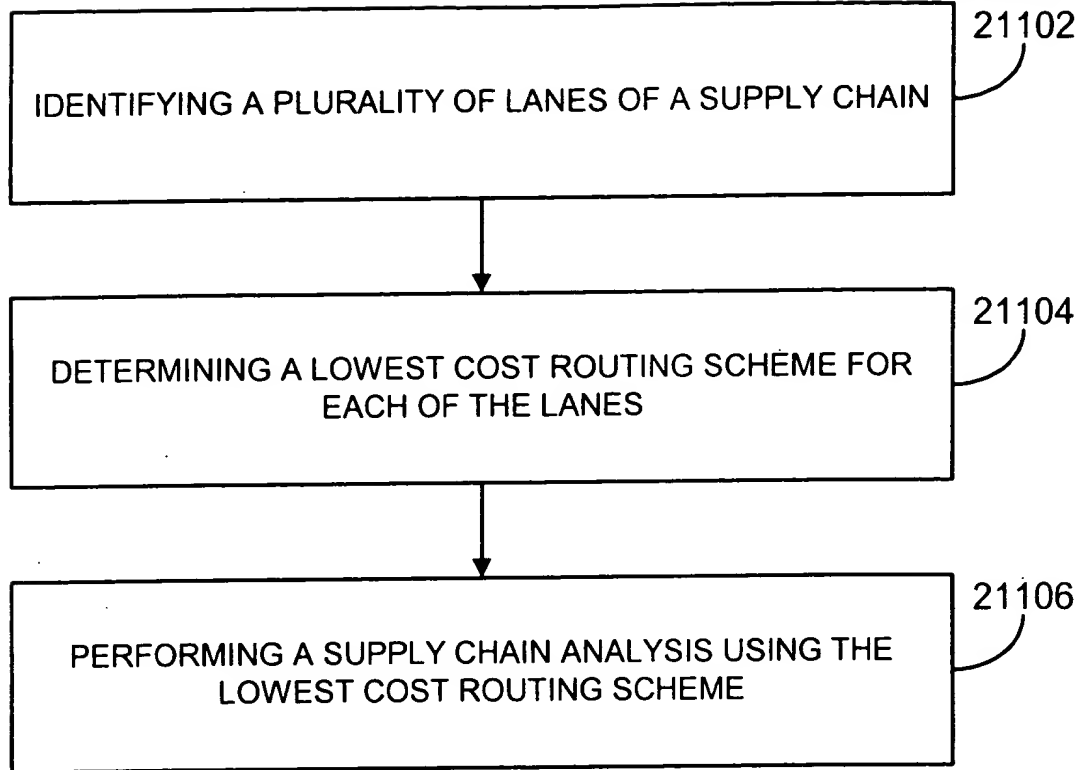 21102
IDENTIFYING A PLURALITY OF LANES OF A SUPPLY CHAIN
21104
DETERMINING A LOWEST COST ROUTING SCHEME FOR
EACH OF THE LANES
21106
PERFORMING A SUPPLY CHAIN ANALYSIS USING THE
LOWEST COST ROUTING SCHEME